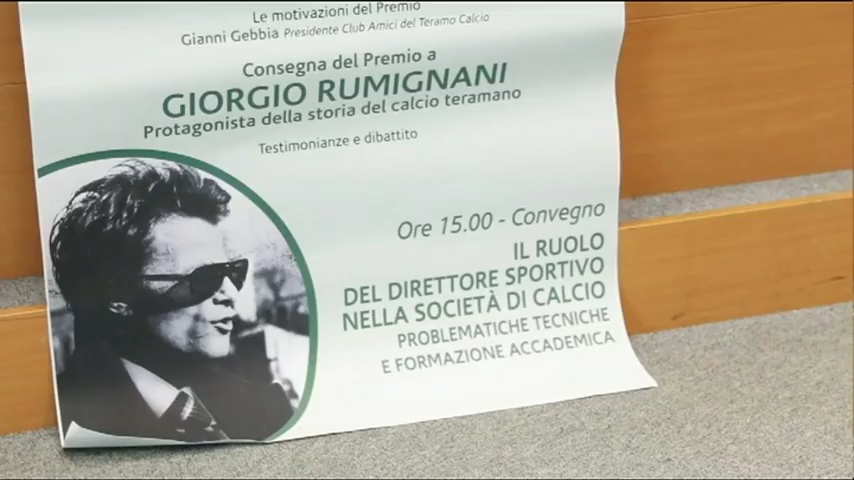 Le motivazioni del Premio
Gianni Gebbia Presidente Club Amici del Teramo Calcio
Consegna del Premio a
GIORGIO RUMIGNANI
Protagonista della storia del calcio teramano
Testimonianze e dibattito
Ore 15.00 - Convegno
IL RUOLO
DEL DIRETTORE SPORTIVO
NELLA SOCIETÀ DI CALCIO
PROBLEMATICHE TECNICHE
E FORMAZIONE ACCADEMICA